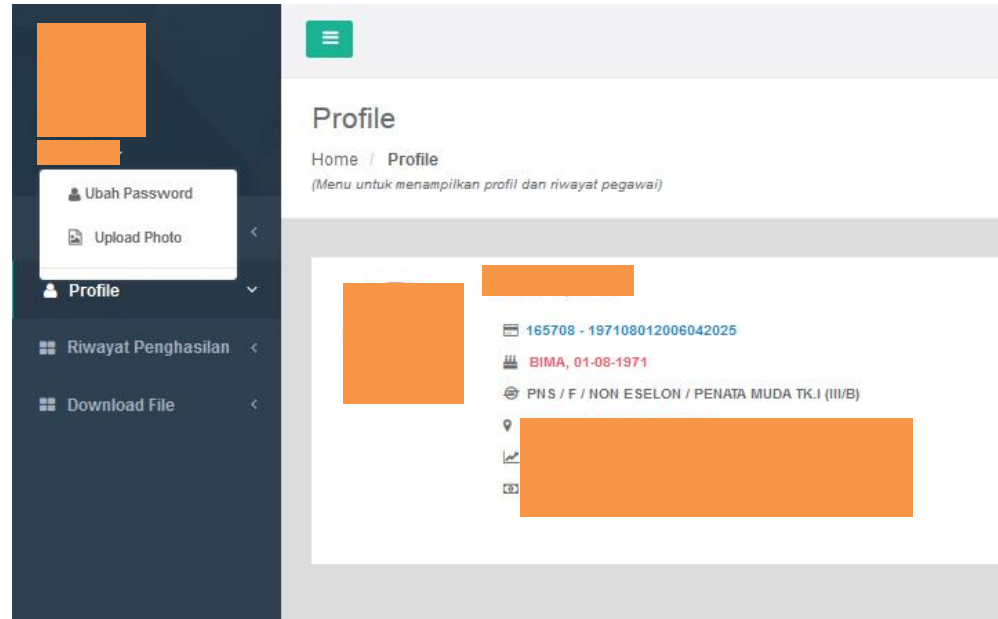 Ubah Password
Upload Photo
Profile
Riwayat Penghasilan
Download File
Profile
Home / Profile
(Menu untuk menampilkan profil dan riwayat pegawai)
165708 - 197108012006042025
BIMA, 01-08-1971
PNS / F / NON ESELON / PENATA MUDA TK.I (III/B)